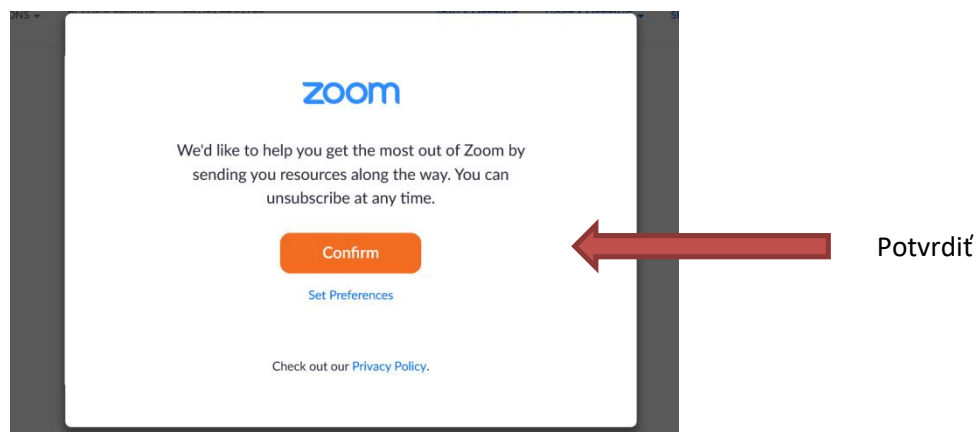 zoom
We'd like to help you get the most out of Zoom by
sending you resources along the way. You can
unsubscribe at any time.
Confirm
Potvrdiť
Set Preferences
Check out our Privacy Policy.